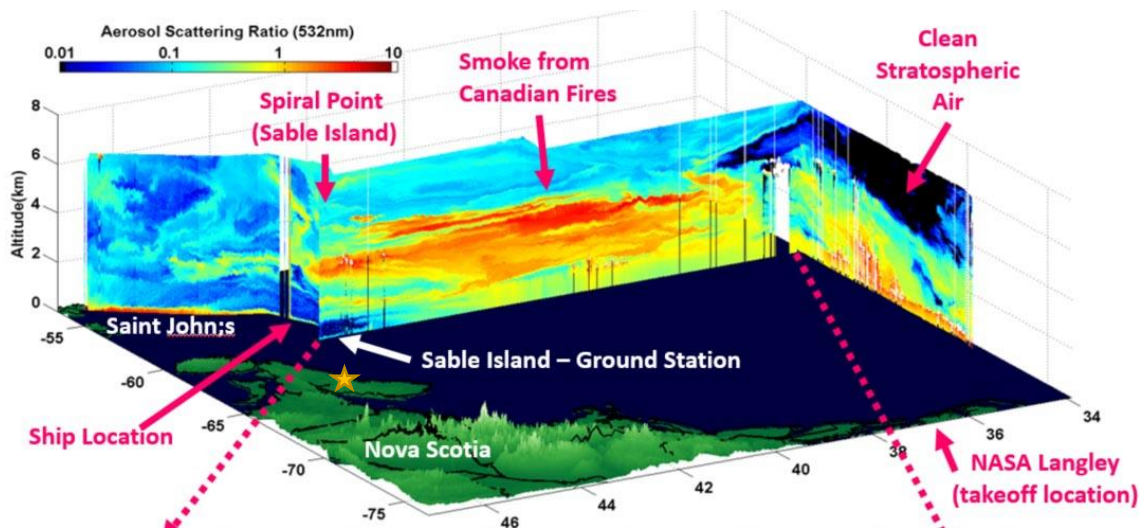 Aerosol Scattering Ratio (532nm)
0.01
0.1
1
10
Spiral Point
(Sable Island)
Smoke from
Canadian Fires
Clean
Stratospheric
Air
8
6
4
2
0
Altitude(km)
Saint John;s
Sable Island – Ground Station
Ship Location
Nova Scotia
NASA Langley
(takeoff location)
-55
-60
-65
-70
-75
46
44
42
40
38
36
34